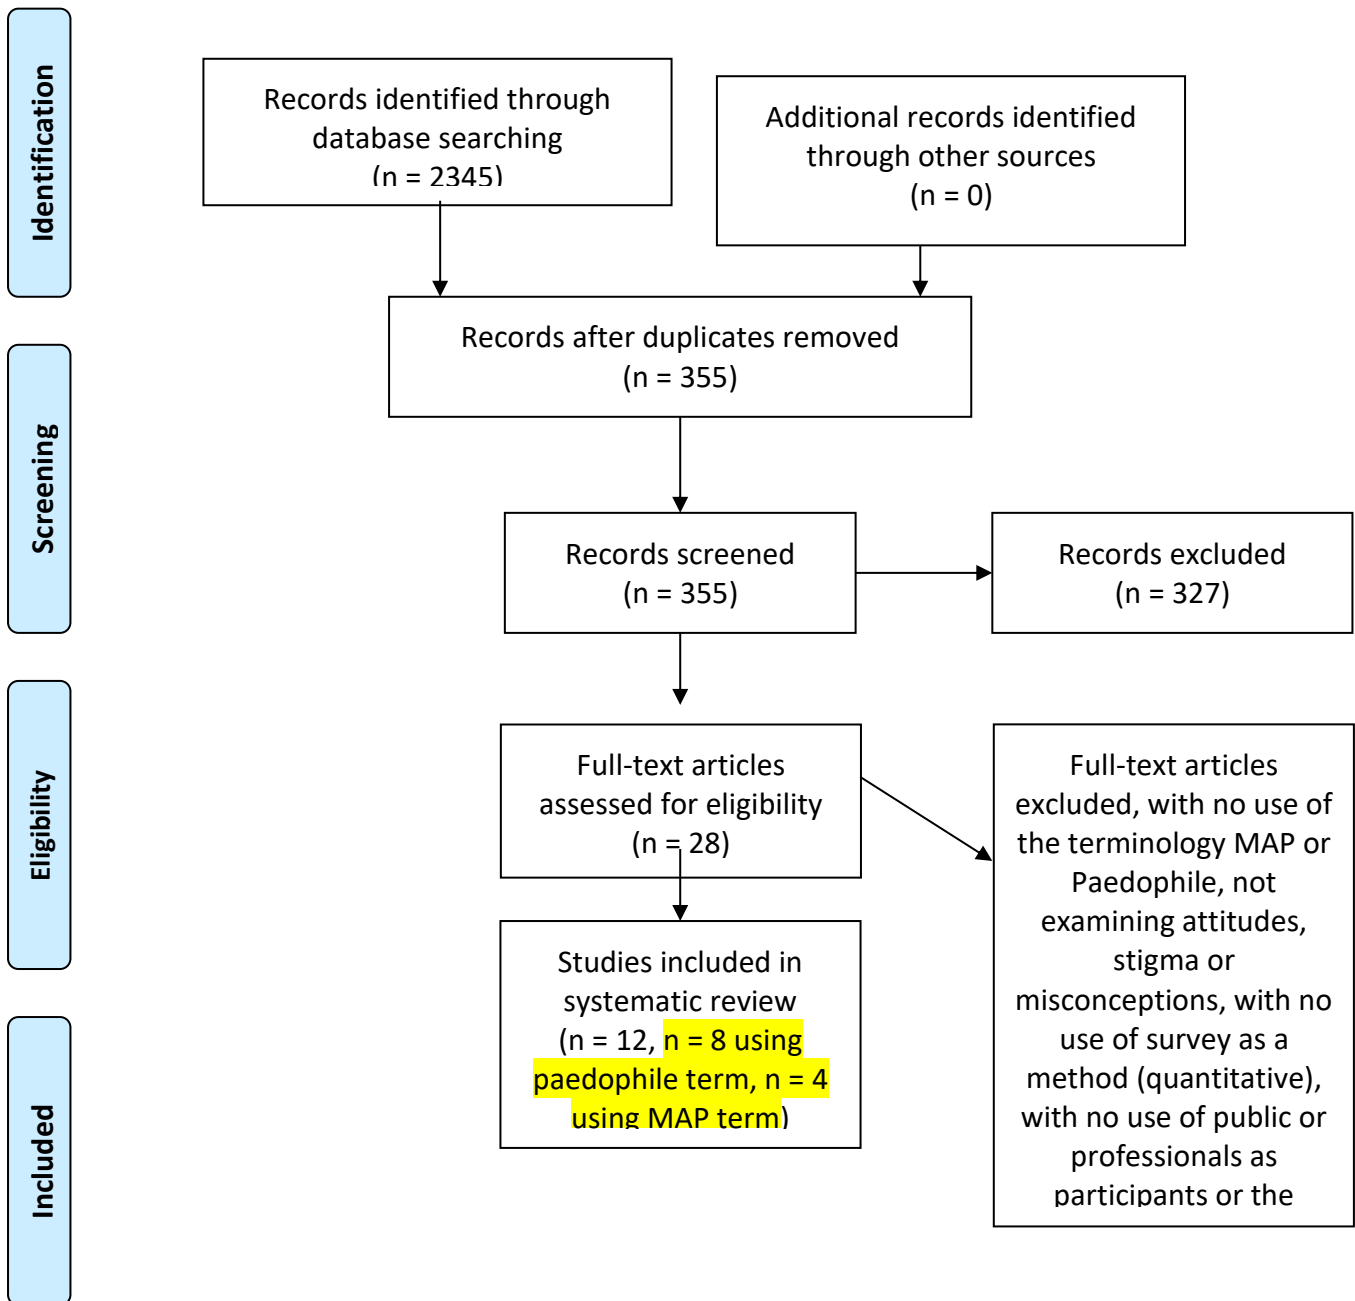 Identification
Records identified through
database searching
(n = 2345)
Additional records identified
through other sources
(n = 0)
Records after duplicates removed
(n = 355)
Screening
Records screened
(n = 355)
Records excluded
(n = 327)
Eligibility
Full-text articles
assessed for eligibility
(n = 28)
Full-text articles
excluded, with no use of
the terminology MAP or
Paedophile, not
examining attitudes,
stigma or
misconceptions, with no
use of survey as a
method (quantitative),
with no use of public or
professionals as
participants or the
Included
Studies included in
systematic review
(n = 12, n = 8 using
paedophile term, n = 4
using MAP term)